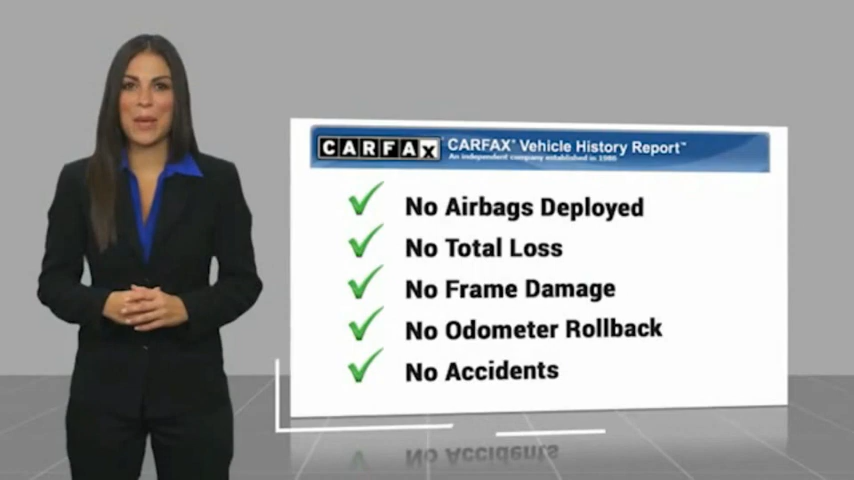 CARFAX CARFAX® Vehicle History Report™
An independent company established in 1986
No Airbags Deployed
No Total Loss
No Frame Damage
No Odometer Rollback
No Accidents
No Accidents